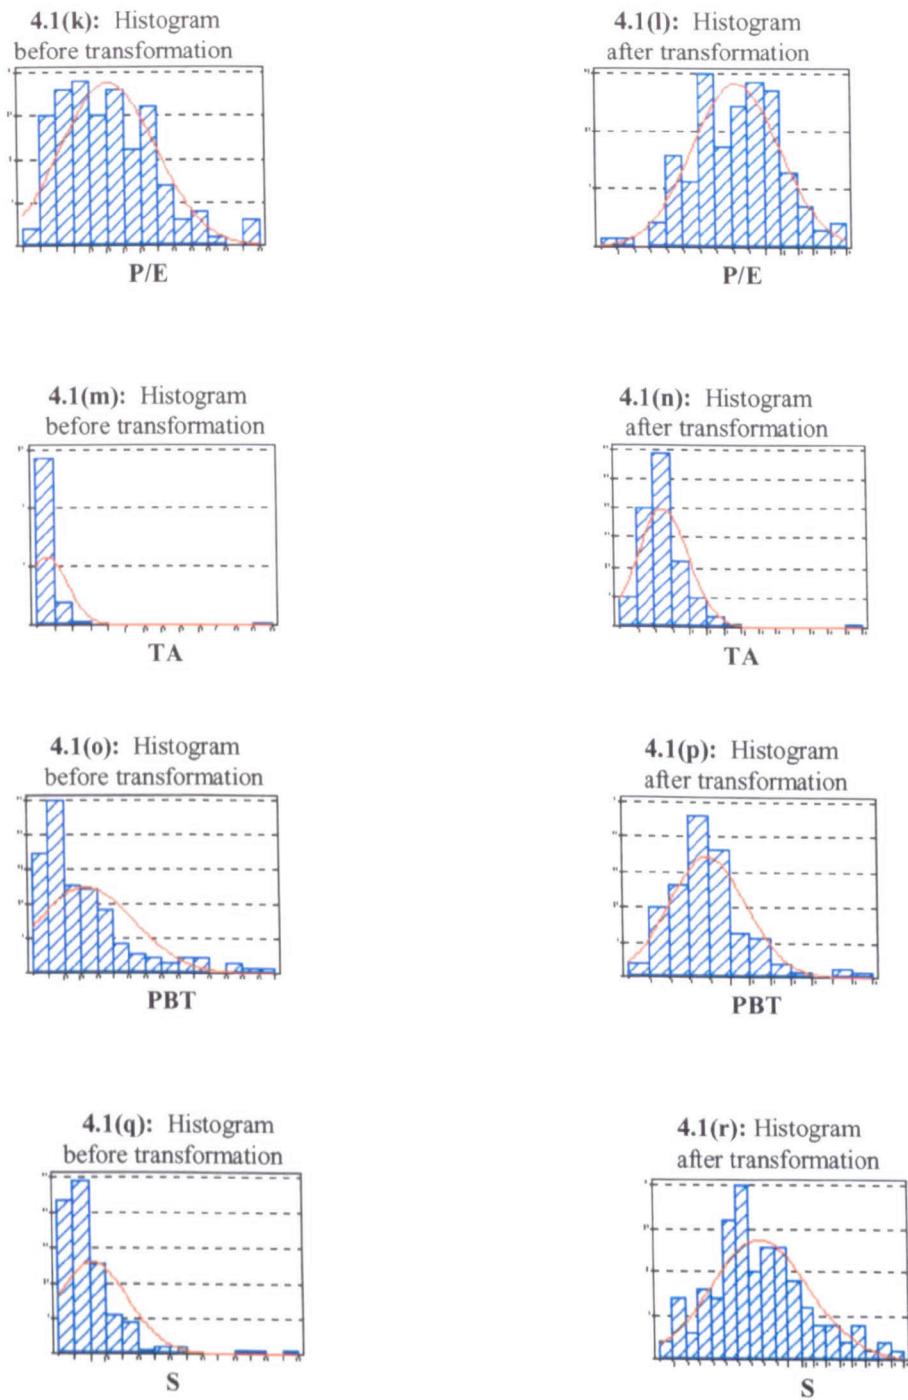 4.1(k): Histogram
before transformation
P/E
4.1(l): Histogram
after transformation
P/E
4.1(m): Histogram
before transformation
TA
4.1(n): Histogram
after transformation
TA
4.1(o): Histogram
before transformation
PBT
4.1(p): Histogram
after transformation
PBT
4.1(q): Histogram
before transformation
S
4.1(r): Histogram
after transformation
S